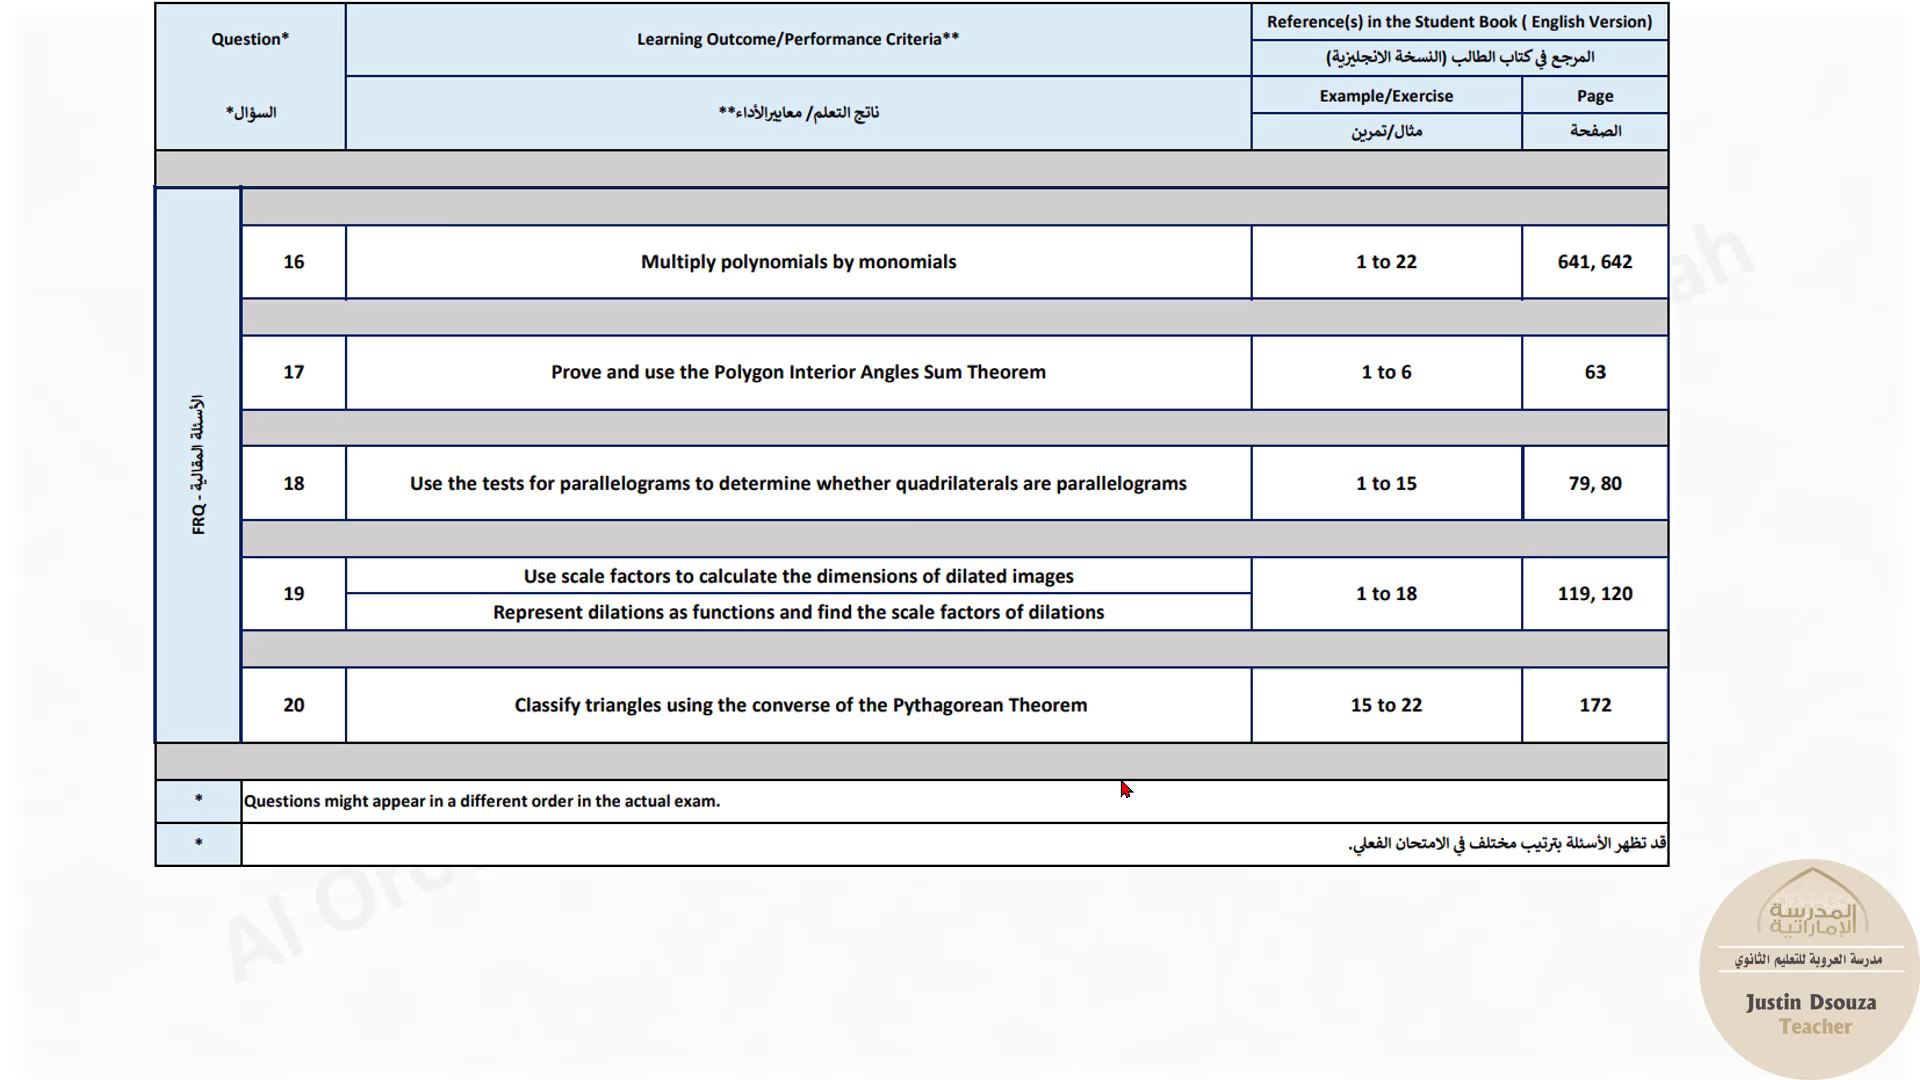 Question*
السؤال*
Learning Outcome/Performance Criteria**
ناتج التعلم/ معاييرالأداء**
Reference(s) in the Student Book ( English Version)
المرجع في كتاب الطالب (النسخة الانجليزية)
Example/Exercise
Page
مثال/تمرين
الصفحة
الأسئلة المقالية - FRQ
16
Multiply polynomials by monomials
1 to 22
641, 642
17
Prove and use the Polygon Interior Angles Sum Theorem
1 to 6
63
18
Use the tests for parallelograms to determine whether quadrilaterals are parallelograms
1 to 15
79, 80
19
Use scale factors to calculate the dimensions of dilated images
Represent dilations as functions and find the scale factors of dilations
1 to 18
119, 120
20
Classify triangles using the converse of the Pythagorean Theorem
15 to 22
172
*
Questions might appear in a different order in the actual exam.
*
قد تظهر الأسئلة بترتيب مختلف في الامتحان الفعلي.
المدرسة
الإماراتية
مدرسة العروبة للتعليم الثانوي
Justin Dsouza
Teacher